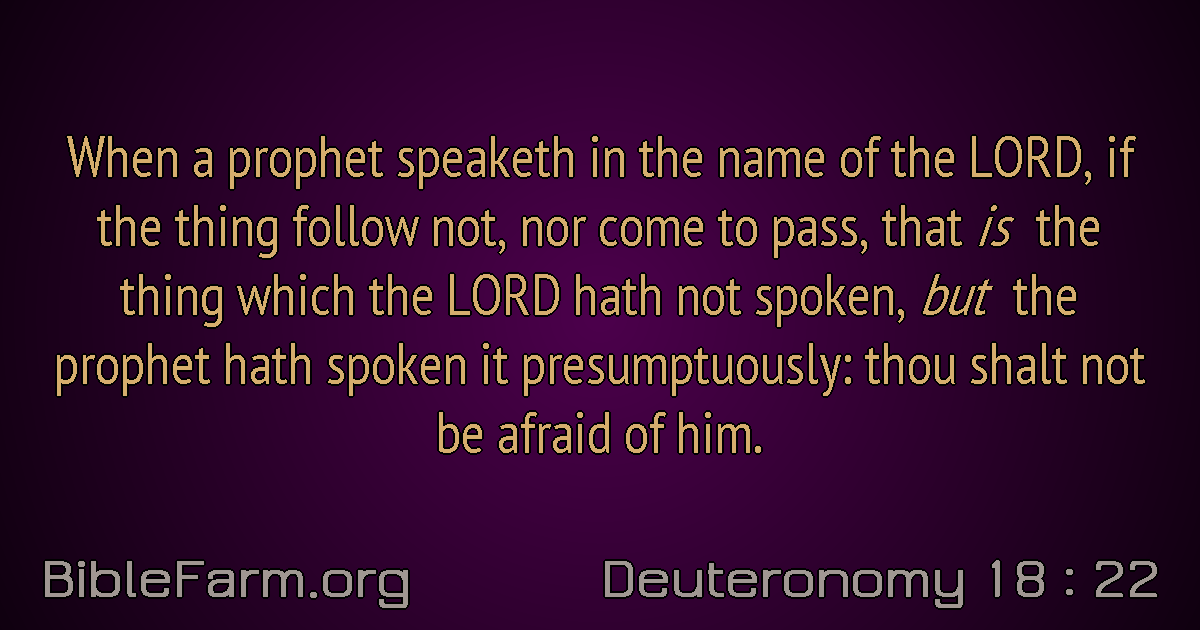 When a prophet speaketh in the name of the LORD, if
the thing follow not, nor come to pass, that is the
thing which the LORD hath not spoken, but the
prophet hath spoken it presumptuously: thou shalt not
be afraid of him.
BibleFarm.org
Deuteronomy 18 : 22